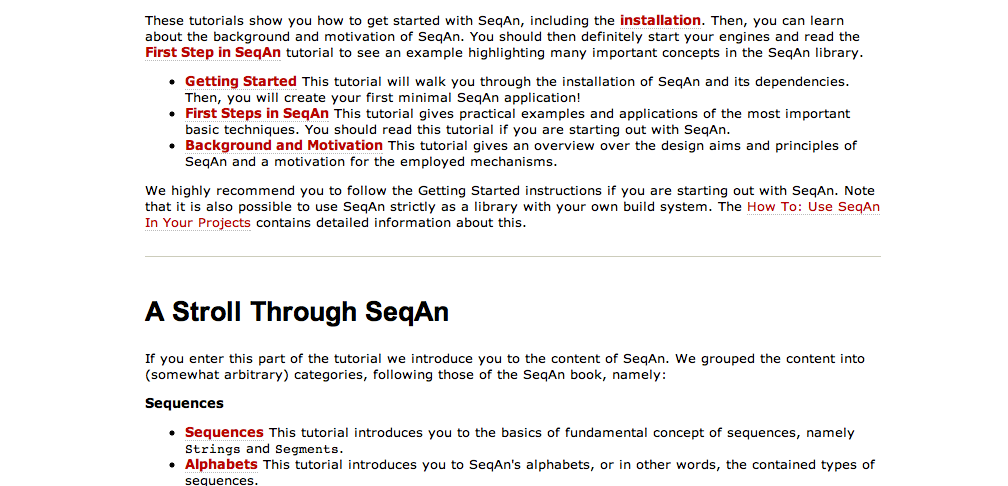 These tutorials show you how to get started with SeqAn, including the installation. Then, you can learn
about the background and motivation of SeqAn. You should then definitely start your engines and read the
First Step in SeqAn tutorial to see an example highlighting many important concepts in the SeqAn library.
Getting Started This tutorial will walk you through the installation of SeqAn and its dependencies.
Then, you will create your first minimal SeqAn application!
First Steps in SeqAn This tutorial gives practical examples and applications of the most important
basic techniques. You should read this tutorial if you are starting out with SeqAn.
Background and Motivation This tutorial gives an overview over the design aims and principles of
SeqAn and a motivation for the employed mechanisms.
We highly recommend you to follow the Getting Started instructions if you are starting out with SeqAn. Note
that it is also possible to use SeqAn strictly as a library with your own build system. The How To: Use SeqAn
In Your Projects contains detailed information about this.
A Stroll Through SeqAn
If you enter this part of the tutorial we introduce you to the content of SeqAn. We grouped the content into
(somewhat arbitrary) categories, following those of the SeqAn book, namely:
Sequences
Sequences This tutorial introduces you to the basics of fundamental concept of sequences, namely
Strings and Segments.
Alphabets This tutorial introduces you to SeqAn's alphabets, or in other words, the contained types of
sequences.